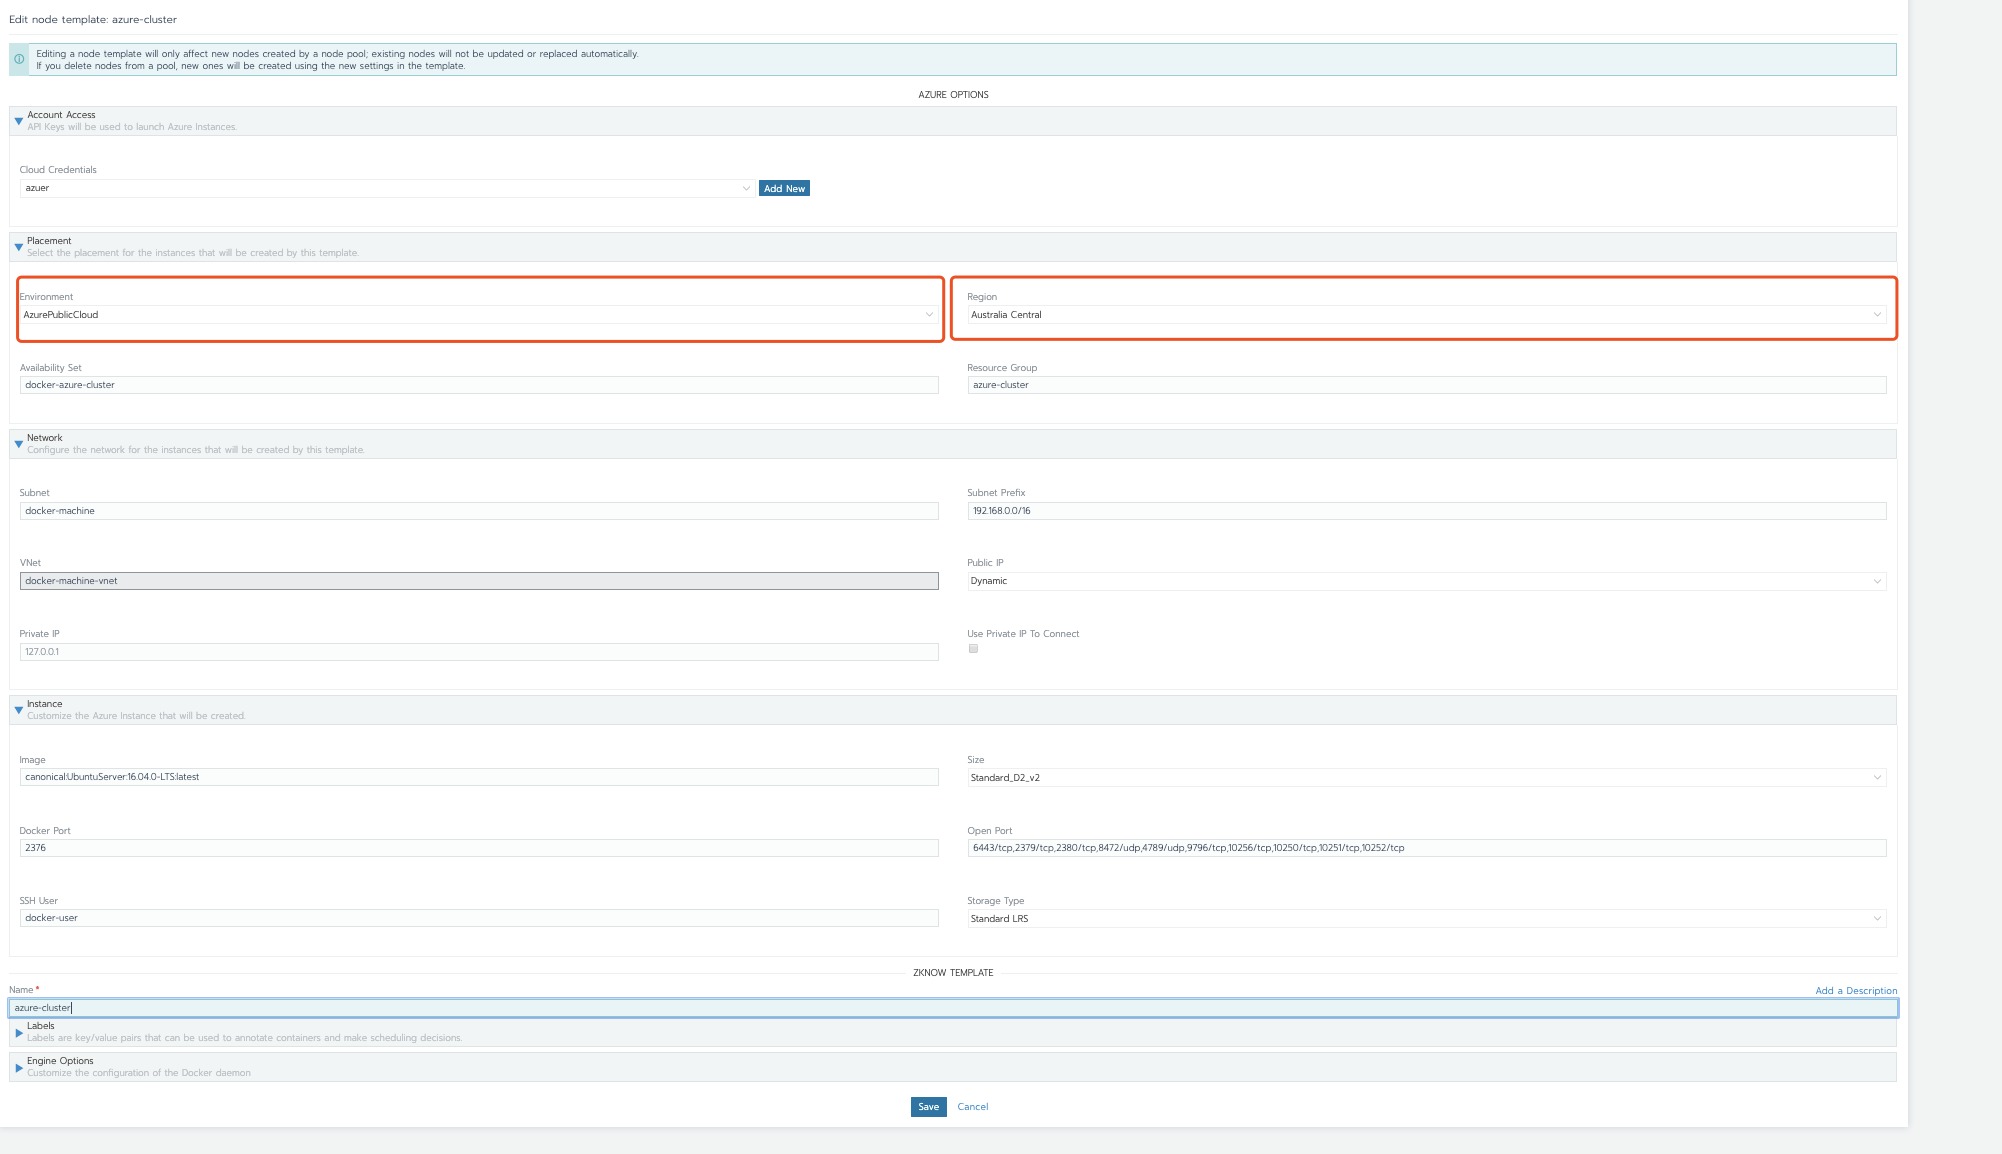 Edit node template: azure-cluster
Editing a node template will only affect new nodes created by a node pool; existing nodes will not be updated or replaced automatically.
If you delete nodes from a pool, new ones will be created using the new settings in the template.
AZURE OPTIONS
Account Access
API Keys will be used to launch Azure Instances.
Cloud Credentials
azuer
Add New
Placement
Select the placement for the instances that will be created by this template.
Environment
AzurePublicCloud
Region
Australia Central
Availability Set
docker-azure-cluster
Resource Group
azure-cluster
Network
Configure the network for the instances that will be created by this template.
Subnet
docker-machine
Subnet Prefix
192.168.0.0/16
VNet
docker-machine-vnet
Public IP
Dynamic
Private IP
127.0.0.1
Use Private IP To Connect
Instance
Customize the Azure Instance that will be created.
Image
canonical:UbuntuServer:16.04.0-LTS:latest
Size
Standard_D2_v2
Docker Port
2376
Open Port
6443/tcp,2379/tcp,2380/tcp,8472/udp,4789/udp,9796/tcp,10256/tcp,10250/tcp,10251/tcp,10252/tcp
SSH User
docker-user
Storage Type
Standard LRS
ZKNOW TEMPLATE
Name *
Add a Description
azure-cluster
Labels
Labels are key/value pairs that can be used to annotate containers and make scheduling decisions.
Engine Options
Customize the configuration of the Docker daemon
Save
Cancel